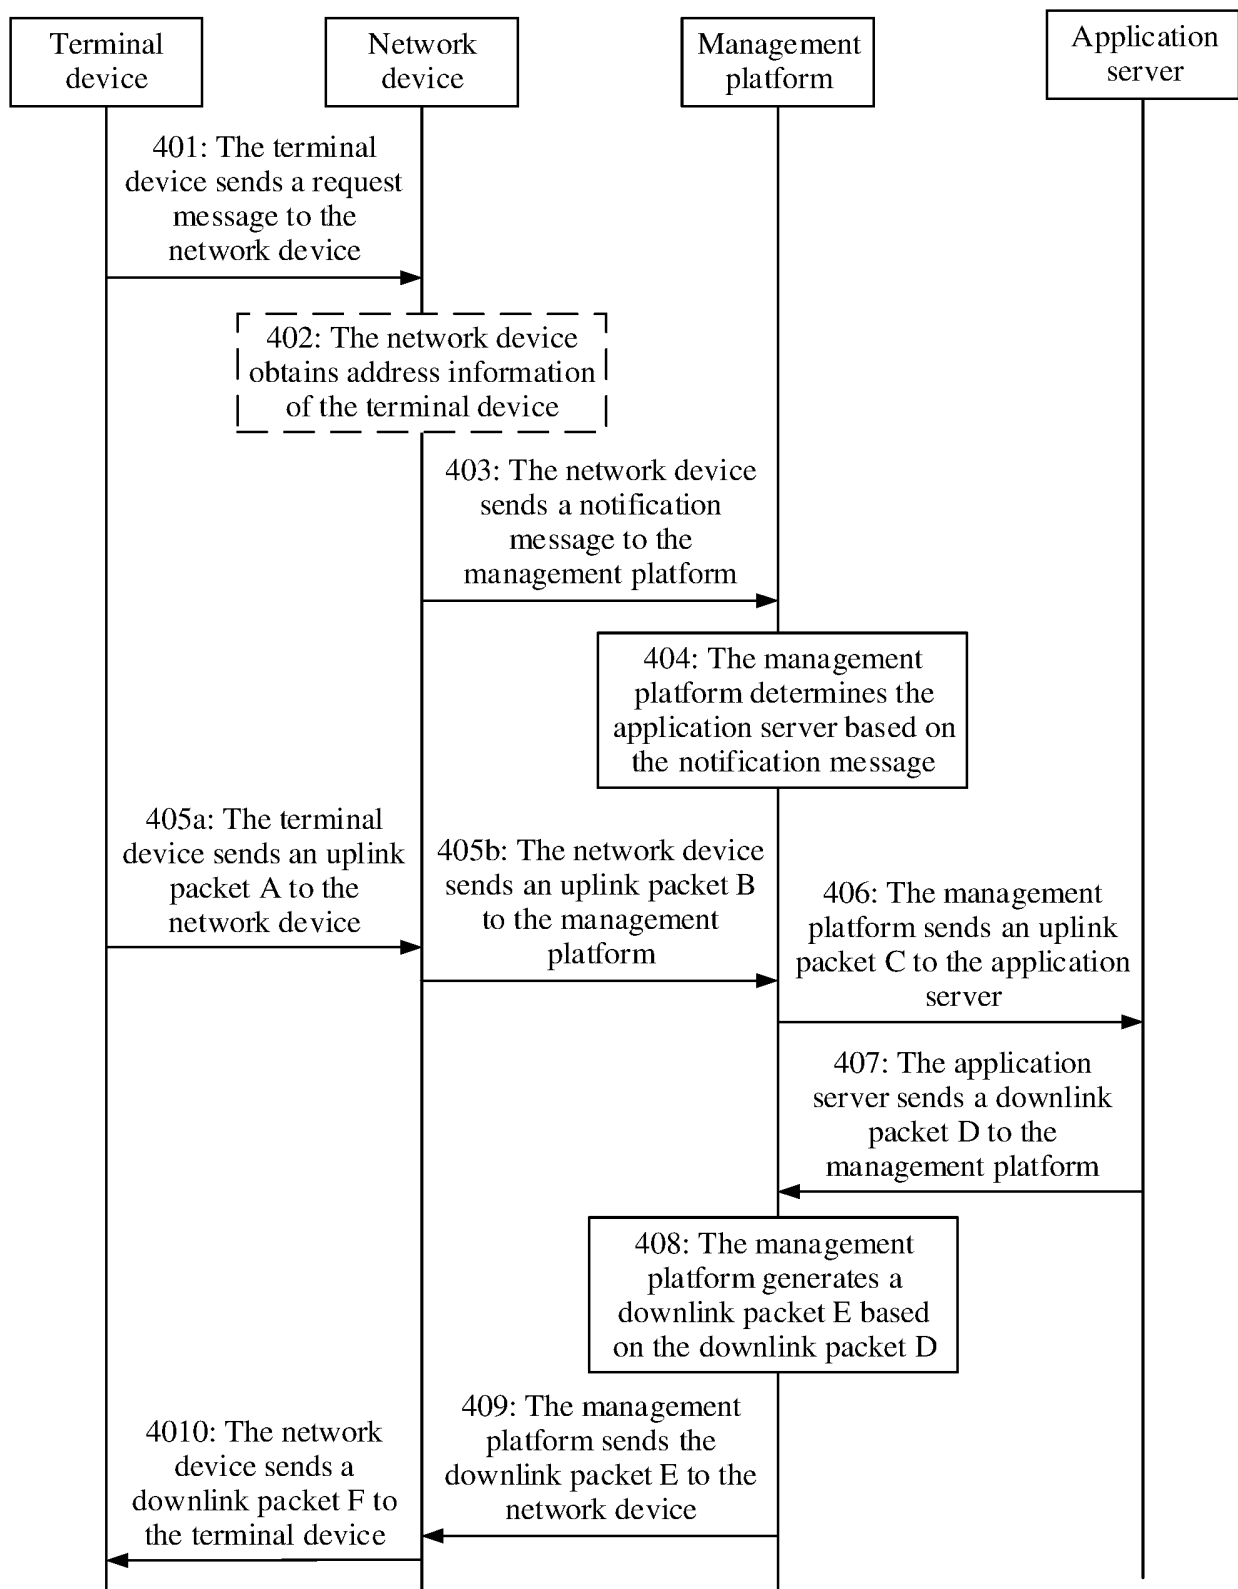 Terminal
device
Network
device
Management
platform
Application
server
401: The terminal
device sends a request
message to the
network device
402: The network device
obtains address information
of the terminal device
403: The network device
sends a notification
message to the
management platform
404: The management
platform determines the
application server based on
the notification message
405a: The terminal
device sends an uplink
packet A to the
network device
405b: The network device
sends an uplink packet B
to the management
platform
406: The management
platform sends an uplink
packet C to the application
server
407: The application
server sends a downlink
packet D to the
management platform
408: The management
platform generates a
downlink packet E based
on the downlink packet D
409: The management
platform sends the
downlink packet E to the
network device
4010: The network
device sends a
downlink packet F to
the terminal device